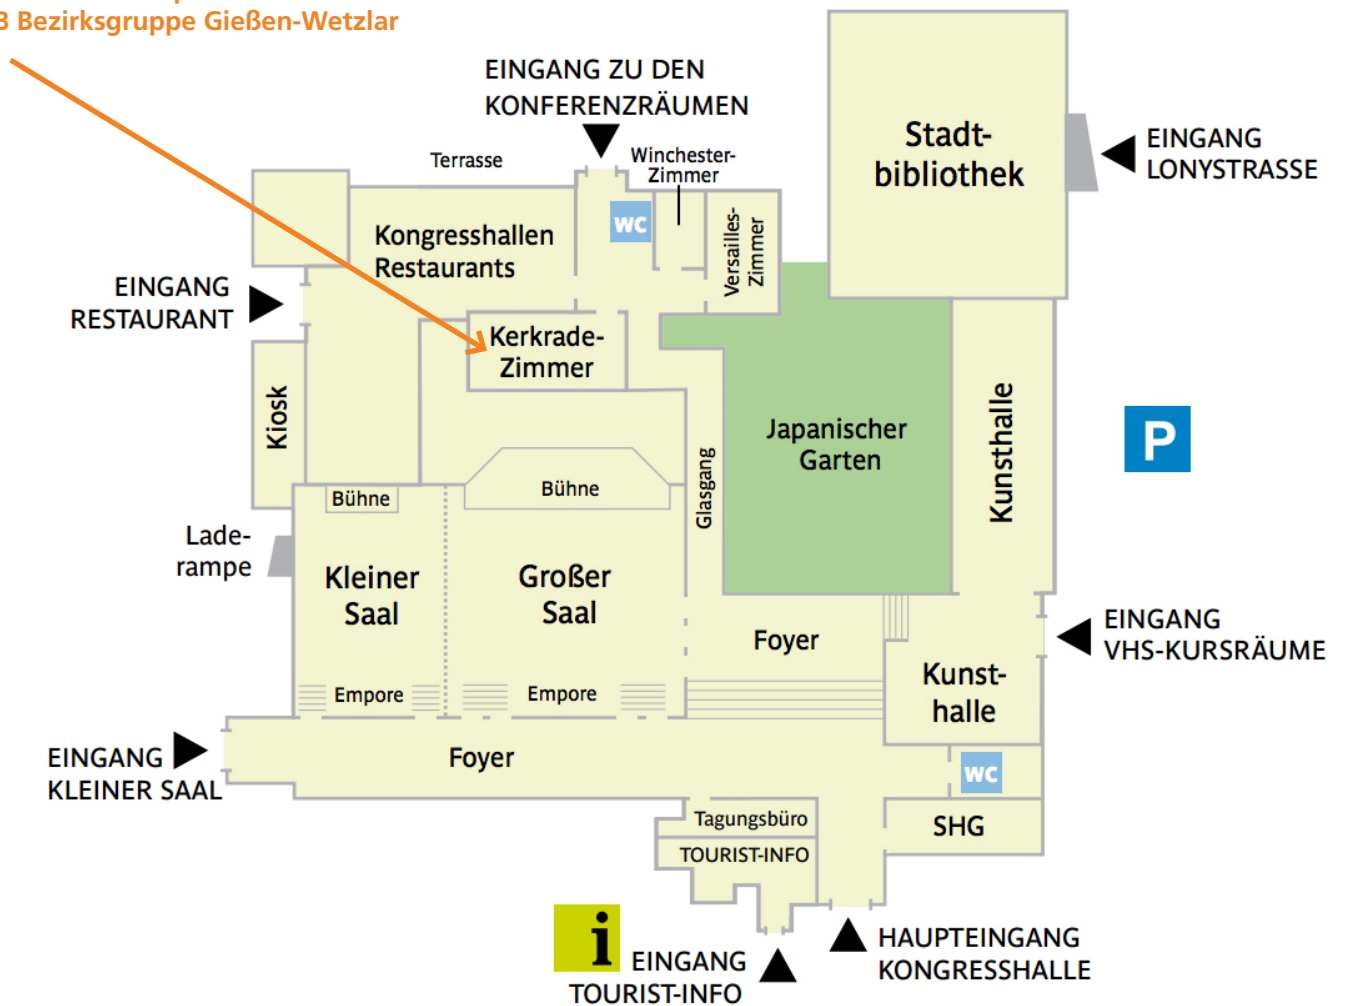 3 Bezirksgruppe Gießen-Wetzlar
EINGANG ZU DEN
KONFERENZRÄUMEN
Stadt-
bibliothek
EINGANG
LONYSTRASSE
Terrasse
Winchester-
Zimmer
WC
Versailles-
Zimmer
Kongresshallen
Restaurants
EINGANG
RESTAURANT
Kerkrade-
Zimmer
Kiosk
Japanischer
Garten
Kunsthalle
P
Glasgang
Bühne
Bühne
Lade-
rampe
Kleiner
Saal
Großer
Saal
Foyer
EINGANG
VHS-KURSRÄUME
Kunst-
halle
Empore
Empore
EINGANG
KLEINER SAAL
Foyer
WC
Tagungsbüro
SHG
TOURIST-INFO
i
EINGANG
TOURIST-INFO
HAUPTEINGANG
KONGRESSHALLE